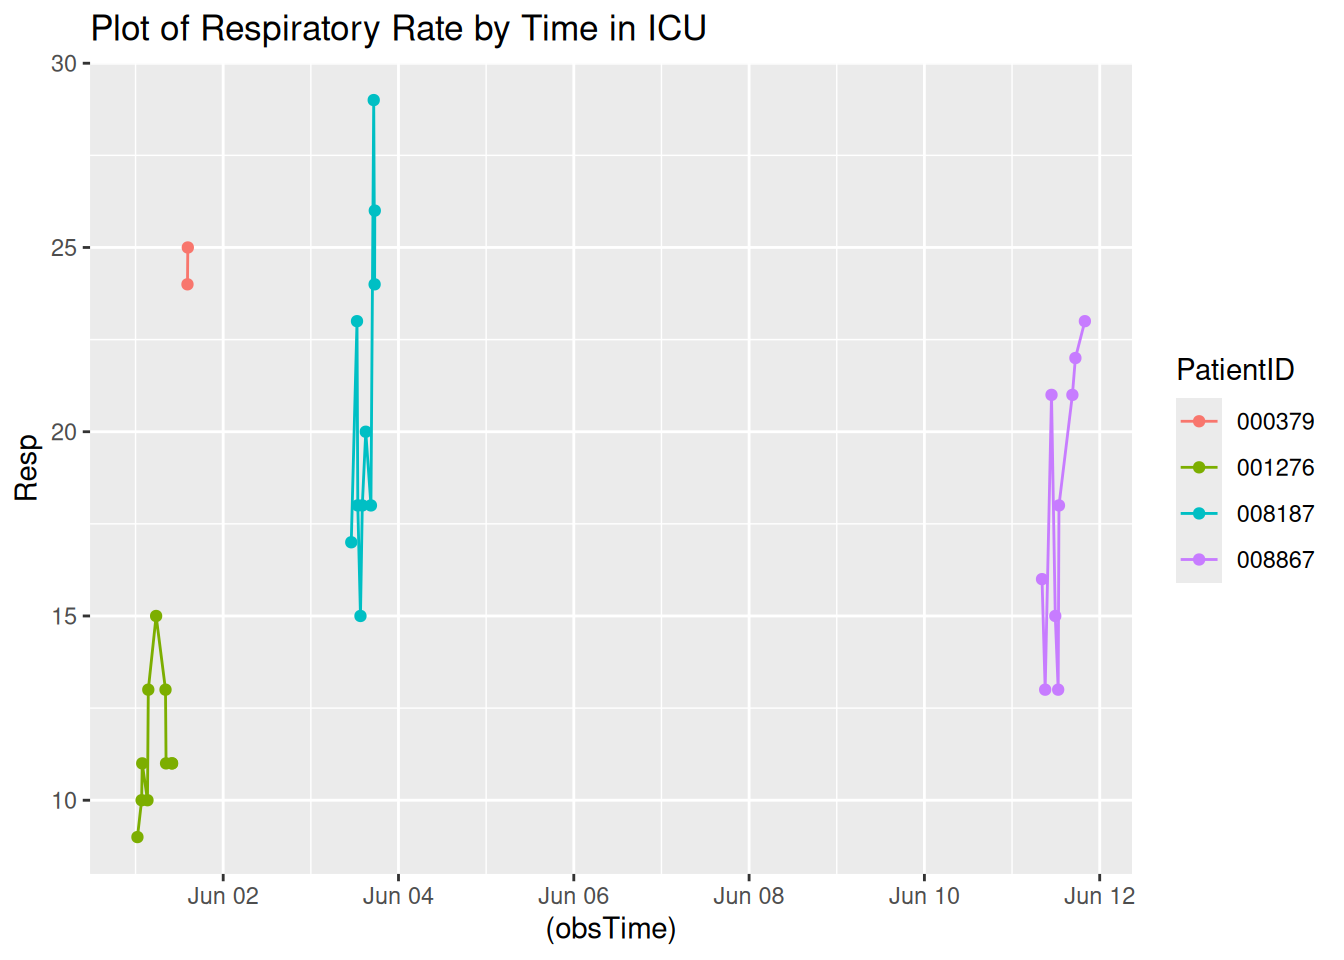 Plot of Respiratory Rate by Time in ICU
30
25
20
15
10
Resp
Jun 02 Jun 04 Jun 06 Jun 08 Jun 10 Jun 12
(obsTime)
PatientID
000379
001276
008187
008867